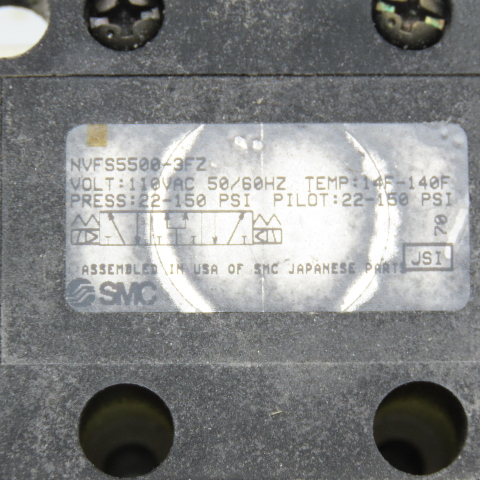 NVFS5500-3FZ
VOLT:110VAC 50/60HZ TEMP:14F-140F
PRESS:22-150 PSI PILOT:22-150 PSI
70
JSI
ASSEMBLED IN USA OF SMC JAPANESE PARTS
SMC